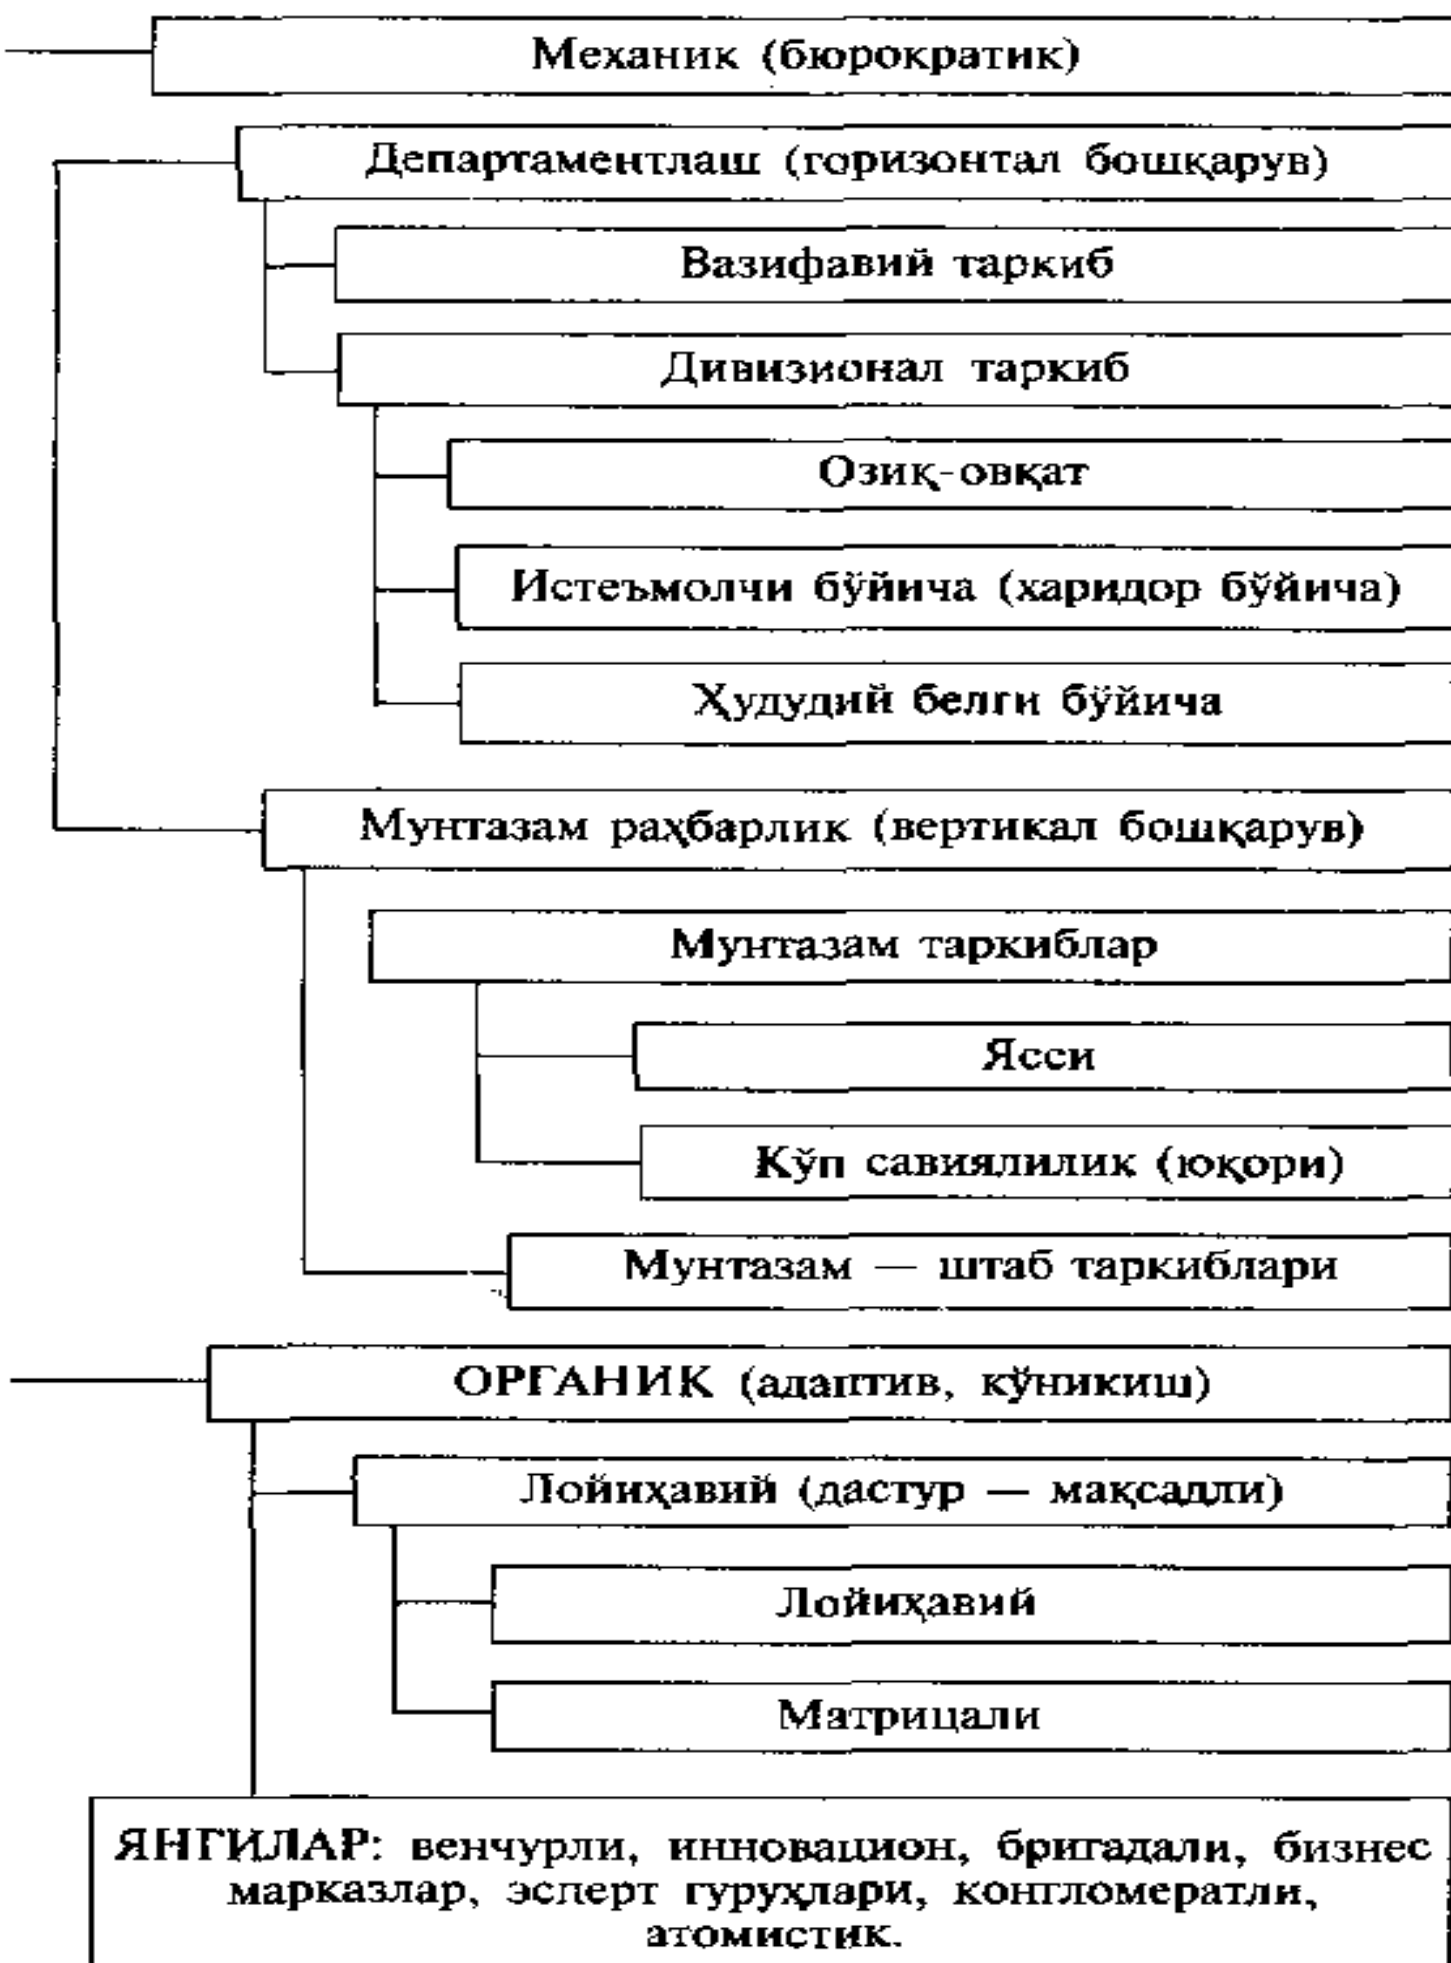 Механик (бюрократик)
Департаментлаш (горизонтал бошқарув)
Вазифавий таркиб
Дивизионал таркиб
Озиқ-овқат
Истеъмолчи бўйича (харидор бўйича)
Ҳудудий белги бўйича
Мунтазам раҳбарлик (вертикал бошқарув)
Мунтазам таркиблар
Ясси
Кўп савиялилик (юқори)
Мунтазам — штаб таркиблари
ОРГАНИК (адаптив, кўникиш)
Лойиҳавий (дастур — мақсадли)
Лойиҳавий
Матрицали
ЯНГИЛАР: венчурли, инновацион, бригадали, бизнес
марказлар, эсперт гуруҳлари, конгломератли,
атомистик.